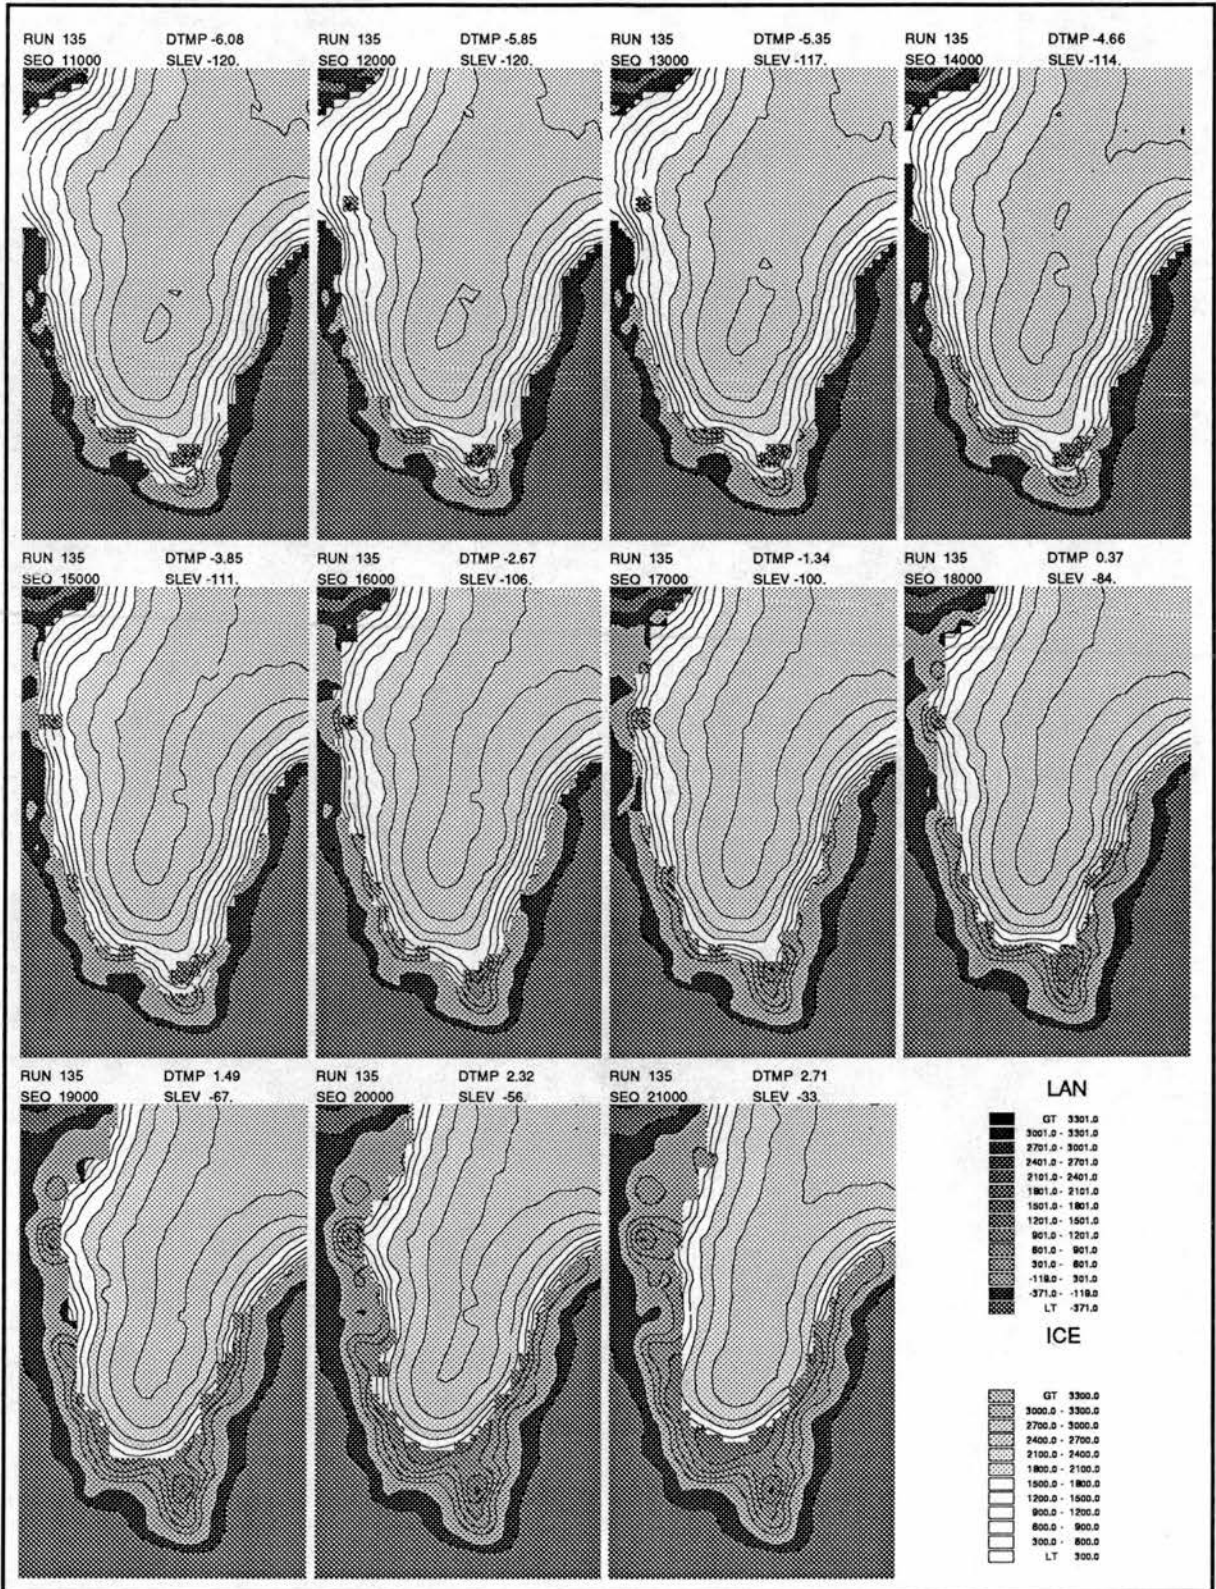 RUN 135 DTMP -6.08
SEQ 11000 SLEV -120.
RUN 135 DTMP -5.85
SEQ 12000 SLEV -120.
RUN 135 DTMP -5.35
SEQ 13000 SLEV -117.
RUN 135 DTMP -4.66
SEQ 14000 SLEV -114.
RUN 135 DTMP -3.85
SEQ 15000 SLEV -111.
RUN 135 DTMP -2.67
SEQ 16000 SLEV -106.
RUN 135 DTMP -1.34
SEQ 17000 SLEV -100.
RUN 135 DTMP 0.37
SEQ 18000 SLEV -84.
RUN 135 DTMP 1.49
SEQ 19000 SLEV -67.
RUN 135 DTMP 2.32
SEQ 20000 SLEV -56.
RUN 135 DTMP 2.71
SEQ 21000 SLEV -33.
LAN
GT 3301.0
3001.0 - 3301.0
2701.0 - 3001.0
2401.0 - 2701.0
2101.0 - 2401.0
1801.0 - 2101.0
1501.0 - 1801.0
1201.0 - 1501.0
901.0 - 1201.0
601.0 - 901.0
301.0 - 601.0
-119.0 - 301.0
-371.0 - -119.0
LT -371.0
ICE
GT 3300.0
3000.0 - 3300.0
2700.0 - 3000.0
2400.0 - 2700.0
2100.0 - 2400.0
1800.0 - 2100.0
1500.0 - 1800.0
1200.0 - 1500.0
900.0 - 1200.0
600.0 - 900.0
300.0 - 600.0
LT 300.0